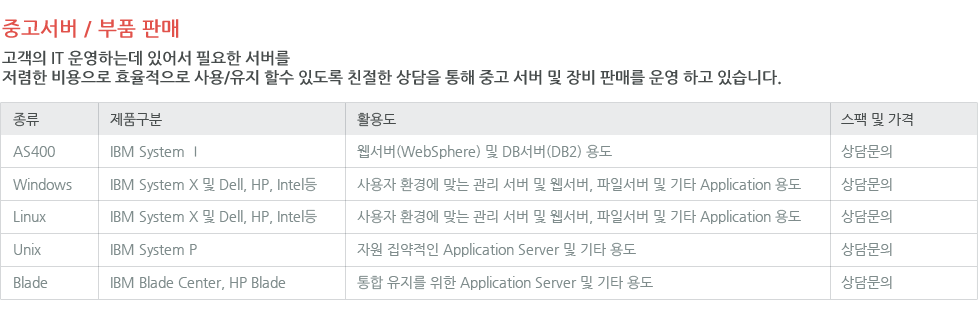 중고서버 / 부품 판매
고객의 IT 운영하는데 있어서 필요한 서버를
저렴한 비용으로 효율적으로 사용/유지 할수 있도록 친절한 상담을 통해 중고 서버 및 장비 판매를 운영 하고 있습니다.
종류 제품구분 활용도 스팩 및 가격
AS400 IBM System Ⅰ 웹서버(WebSphere) 및 DB서버(DB2) 용도 상담문의
Windows IBM System X 및 Dell, HP, Intel등 사용자 환경에 맞는 관리 서버 및 웹서버, 파일서버 및 기타 Application 용도 상담문의
Linux IBM System X 및 Dell, HP, Intel등 사용자 환경에 맞는 관리 서버 및 웹서버, 파일서버 및 기타 Application 용도 상담문의
Unix IBM System P 자원 집약적인 Application Server 및 기타 용도 상담문의
Blade IBM Blade Center, HP Blade 통합 유지를 위한 Application Server 및 기타 용도 상담문의